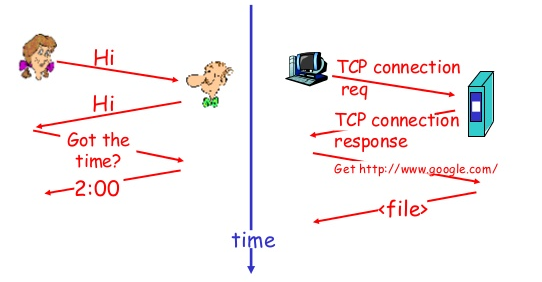 Hi
Hi
Got the
time?
2:00
time
TCP connection
req
TCP connection
response
Get http://www.google.com/
<file>